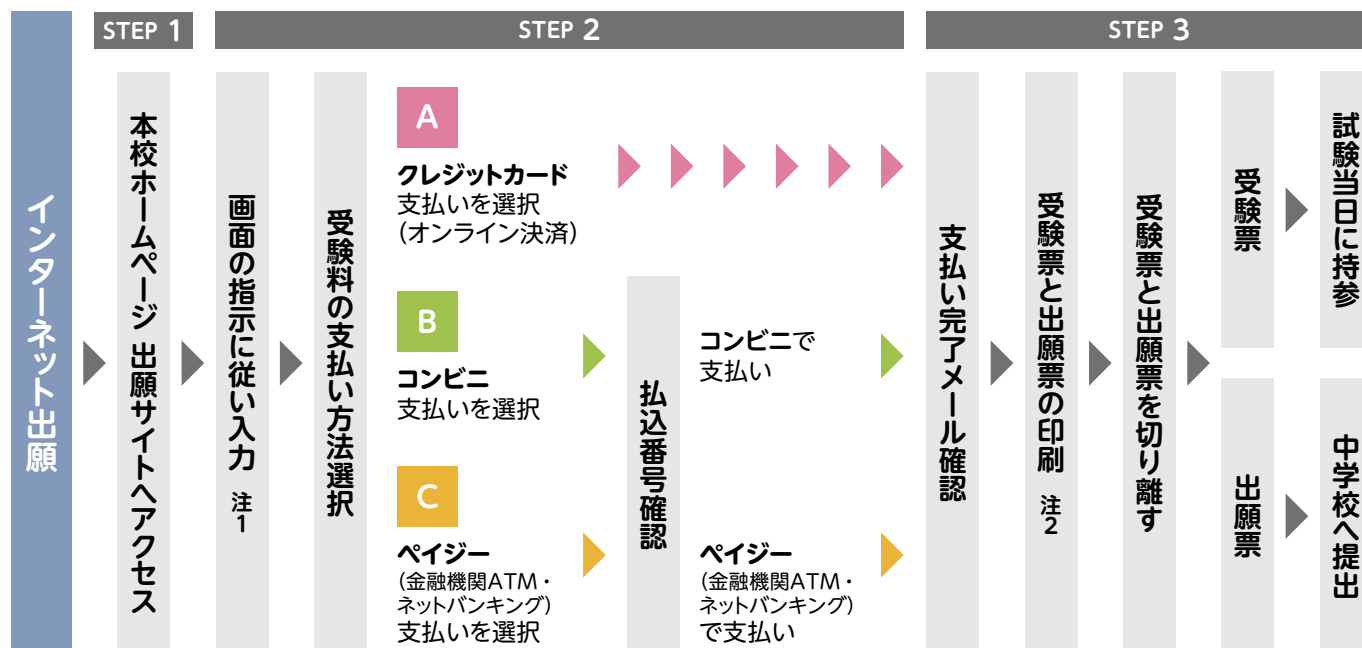 インターネット出願
STEP 1
本校ホームページ 出願サイトへアクセス
STEP 2
画面の指示に従い入力 注1
受験料の支払い方法選択
A
クレジットカード
支払いを選択
(オンライン決済)
B
コンビニ
支払いを選択
C
ペイジー
(金融機関ATM・
ネットバンキング)
支払いを選択
払込番号確認
コンビニで
支払い
ペイジー
(金融機関ATM・
ネットバンキング)
で支払い
STEP 3
支払い完了メール確認
受験票と出願票の印刷 注2
受験票と出願票を切り離す
受験票
試験当日に持参
出願票
中学校へ提出